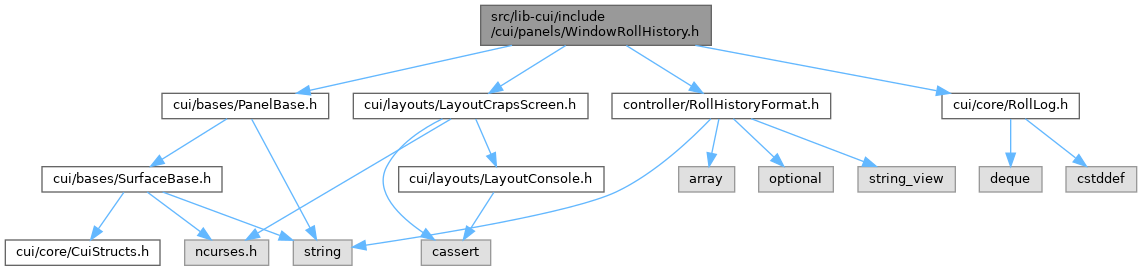 src/lib-cui/include
/cui/panels/WindowRollHistory.h
cui/bases/PanelBase.h
cui/layouts/LayoutCrapsScreen.h
controller/RollHistoryFormat.h
cui/core/RollLog.h
cui/bases/SurfaceBase.h
cui/layouts/LayoutConsole.h
array
optional
string_view
deque
cstddef
cui/core/CuiStructs.h
ncurses.h
string
cassert